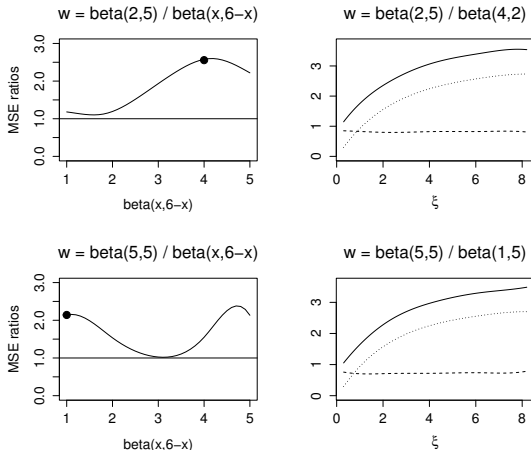 w = beta(2,5) / beta(x,6−x)
w = beta(2,5) / beta(4,2)
MSE ratios
0.0 1.0 2.0 3.0
1 2 3 4 5
beta(x,6−x)
0 1 2 3
0 2 4 6 8
ξ
w = beta(5,5) / beta(x,6−x)
w = beta(5,5) / beta(1,5)
MSE ratios
0.0 1.0 2.0 3.0
1 2 3 4 5
beta(x,6−x)
0 1 2 3
0 2 4 6 8
ξ